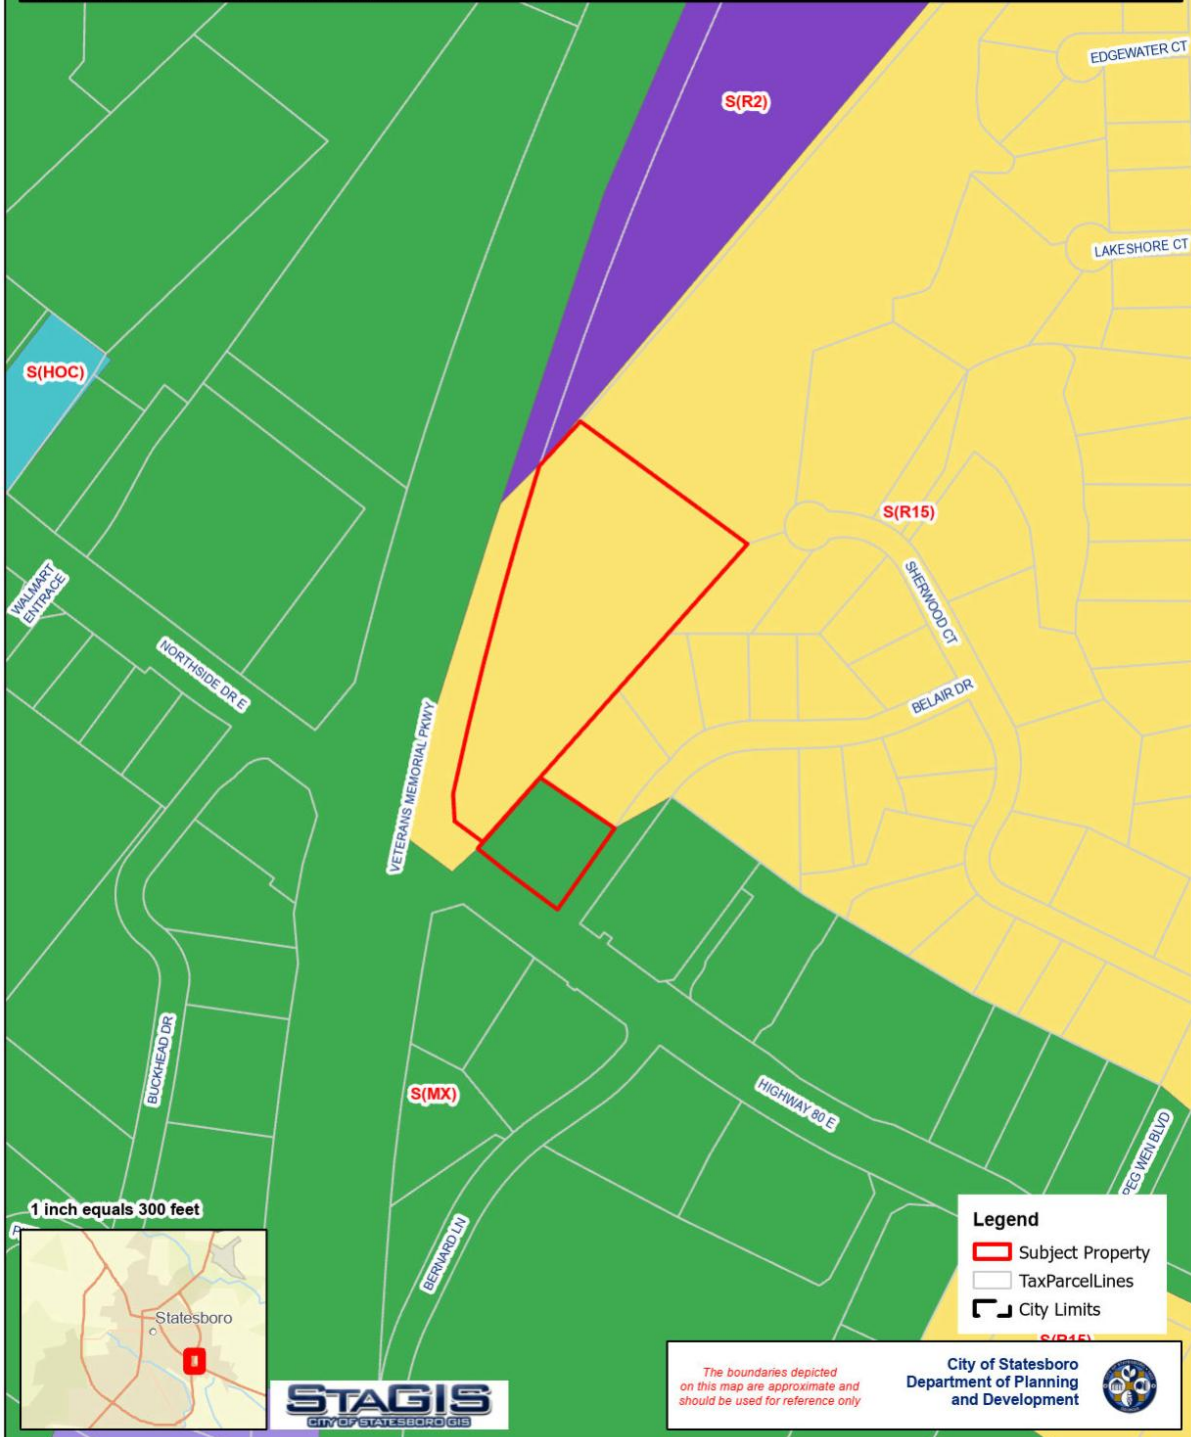 EDGEWATER CT
S(R2)
LAKESHORE CT
S(HOC)
S(R15)
WALMART
ENTRACE
SHERWOOD CT
NORTHSIDE DR E
BELAIR DR
VETERANS MEMORIAL PKWY
BUCKHEAD DR
S(MX)
HIGHWAY 80 E
PEG WEN BLVD
BERNARD LN
1 inch equals 300 feet
Statesboro
Legend
Subject Property
TaxParcelLines
City Limits
S(R15)
STAGIS
CITY OF STATESBORO GIS
The boundaries depicted
on this map are approximate and
should be used for reference only
City of Statesboro
Department of Planning
and Development